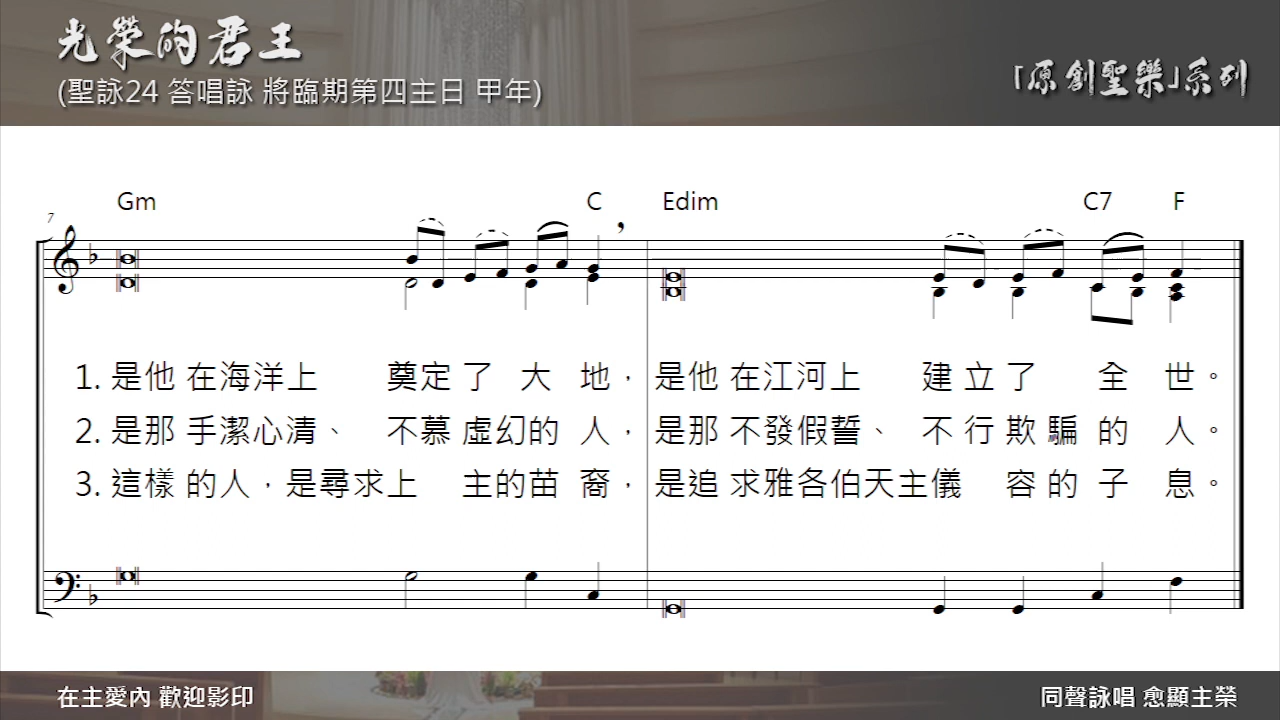 光榮的君王
(聖詠24 答唱詠 將臨期第四主日 甲年)
「原創聖樂」系列
Gm C Edim C7 F
7
1. 是他 在海洋上 奠定了 大 地，是他 在江河上 建立了 全 世。
2. 是那 手潔心清、 不慕 虛幻的 人，是那 不發假誓、 不行欺騙的 人。
3. 這樣 的人，是尋求上 主的苗 裔，是追 求雅各伯天主儀 容的 子 息。
在主愛內 歡迎影印
同聲詠唱 愈顯主榮